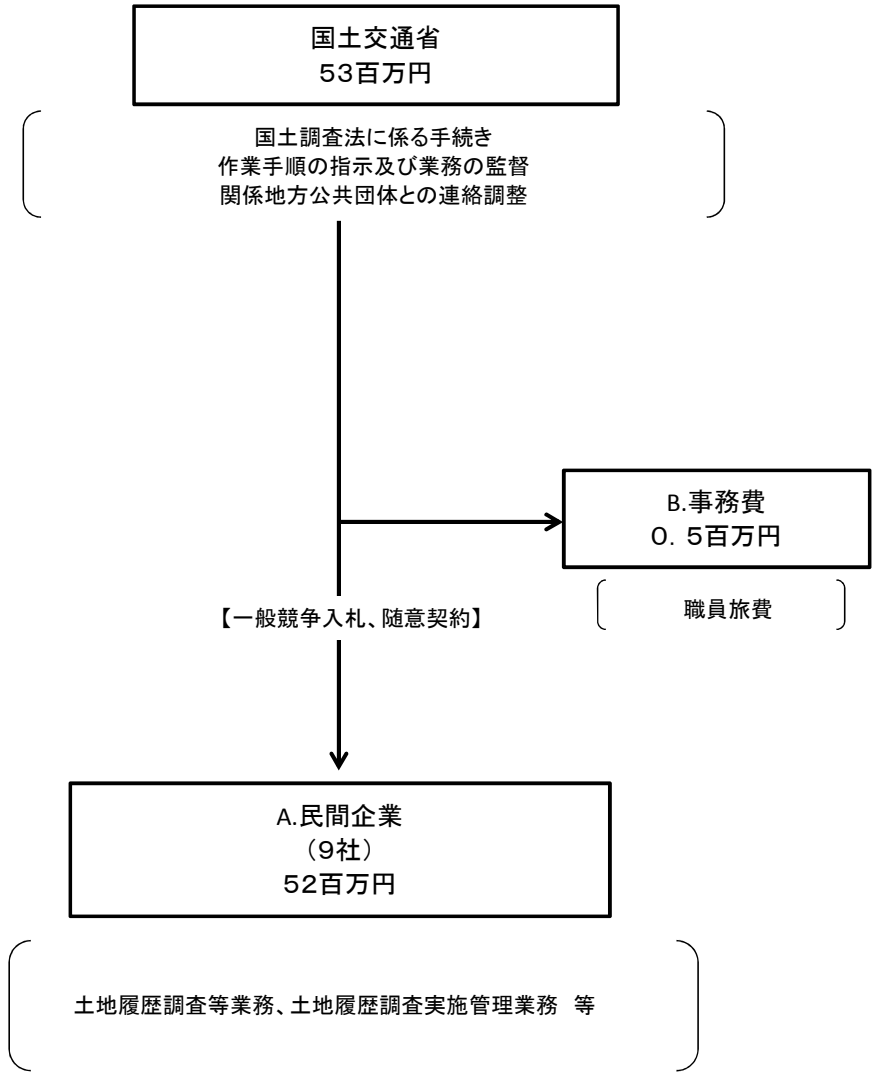 国土交通省
５３百万円
国土調査法に係る手続き
作業手順の指示及び業務の監督
関係地方公共団体との連絡調整
B.事務費
０．５百万円
職員旅費
【一般競争入札、随意契約】
A.民間企業
（９社）
５２百万円
土地履歴調査等業務、土地履歴調査実施管理業務　等